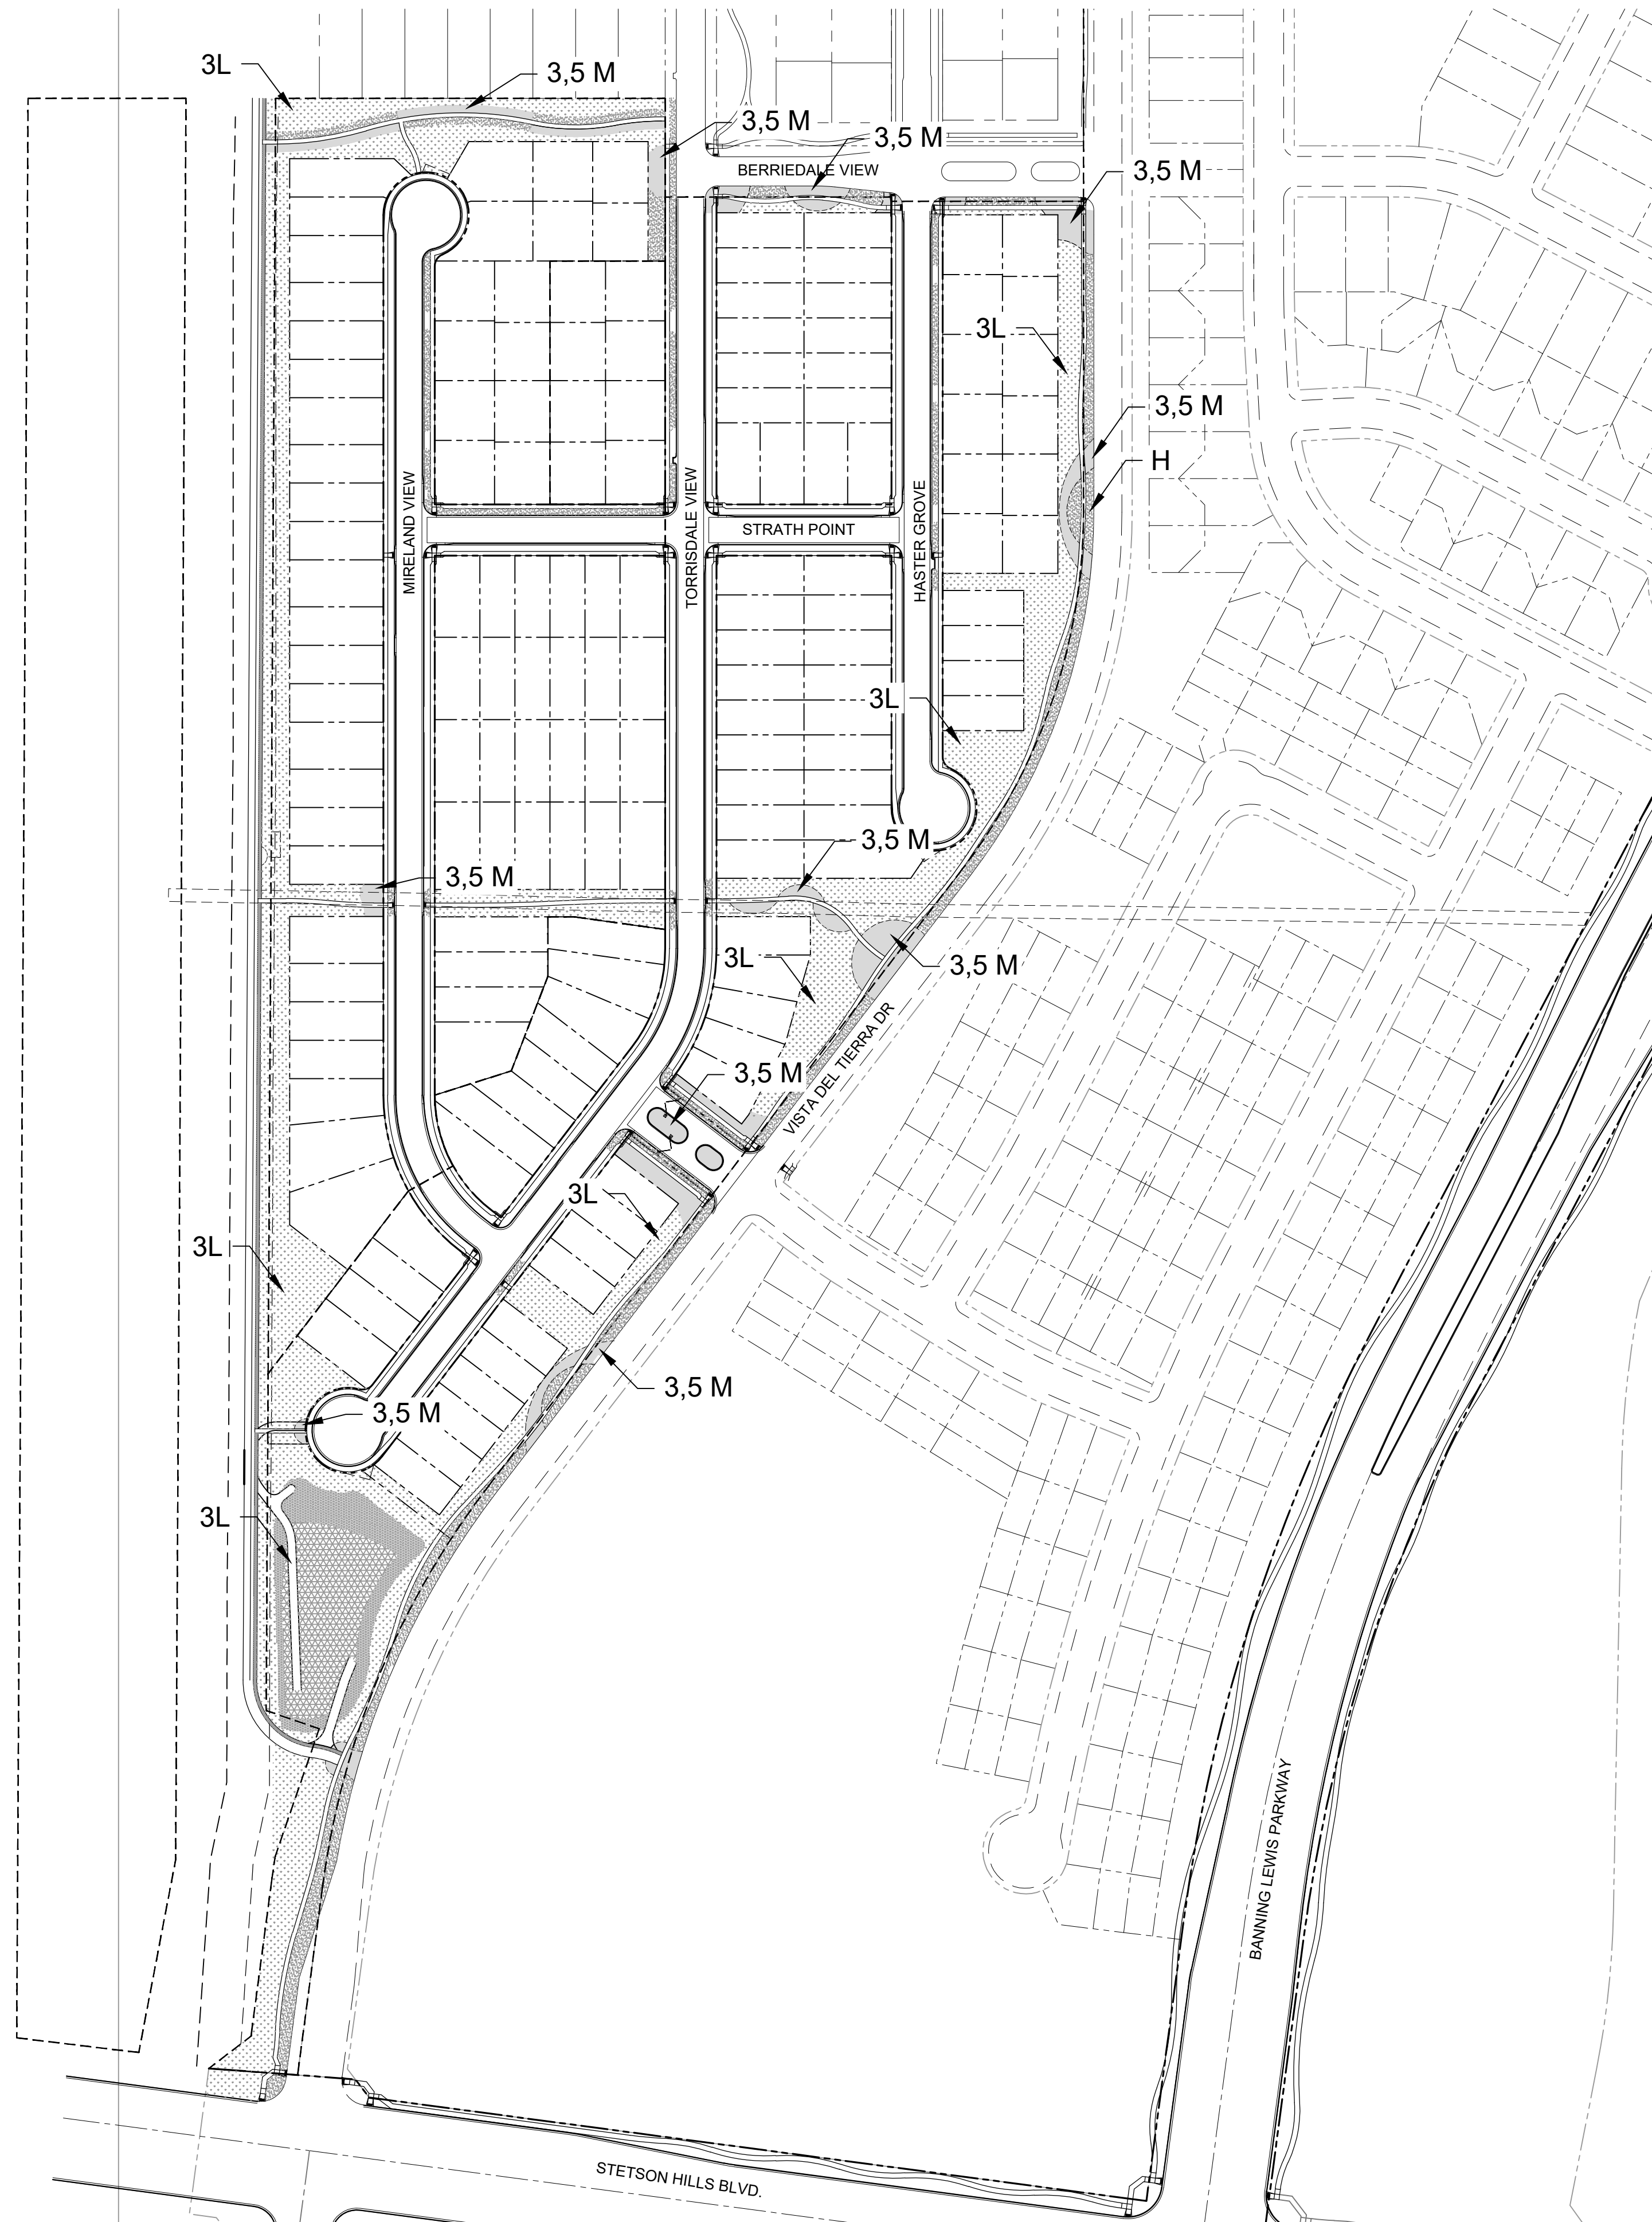 3L
3,5 M
3,5 M
3,5 M
BERRIEDALE VIEW
3,5 M
3L
3,5 M
H
MIRELAND VIEW
TORRISDALE VIEW
HASTER GROVE
STRATH POINT
3L
3,5 M
3,5 M
3L
3,5 M
VISTA DEL TIERRA DR
3,5 M
3L
3L
3,5 M
3,5 M
3L
BANNING LEWIS PARKWAY
STETSON HILLS BLVD.